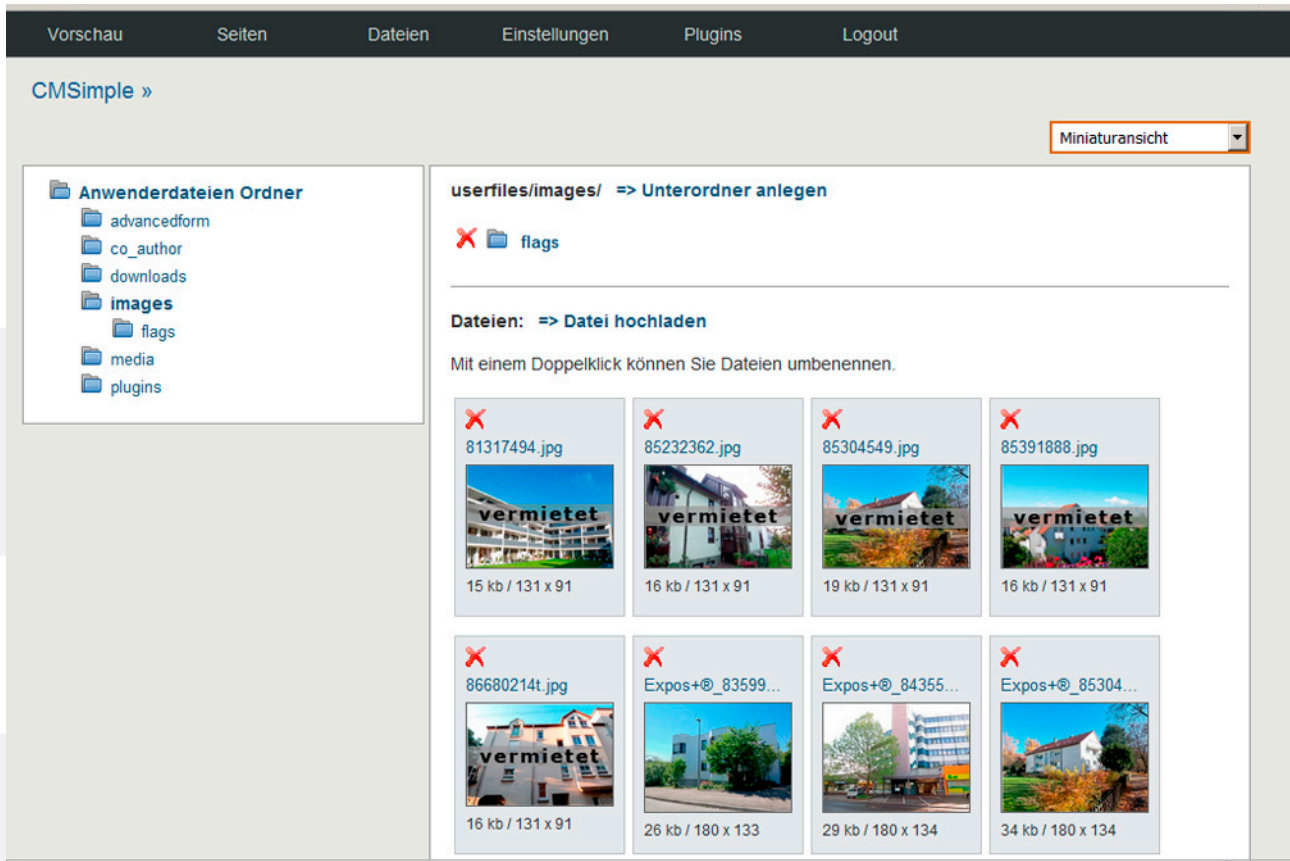 Vorschau Seiten Dateien Einstellungen Plugins Logout
CMSimple »
Miniaturansicht
Anwenderdateien Ordner
advancedform
co_author
downloads
images
flags
media
plugins
userfiles/images/ => Unterordner anlegen
flags
Dateien: => Datei hochladen
Mit einem Doppelklick können Sie Dateien umbenennen.
81317494.jpg 85232362.jpg 85304549.jpg 85391888.jpg
vermietet vermietet vermietet vermietet
15 kb / 131 x 91 16 kb / 131 x 91 19 kb / 131 x 91 16 kb / 131 x 91
86680214t.jpg Expos+®_83599... Expos+®_84355... Expos+®_85304...
vermietet
16 kb / 131 x 91 26 kb / 180 x 133 29 kb / 180 x 134 34 kb / 180 x 134